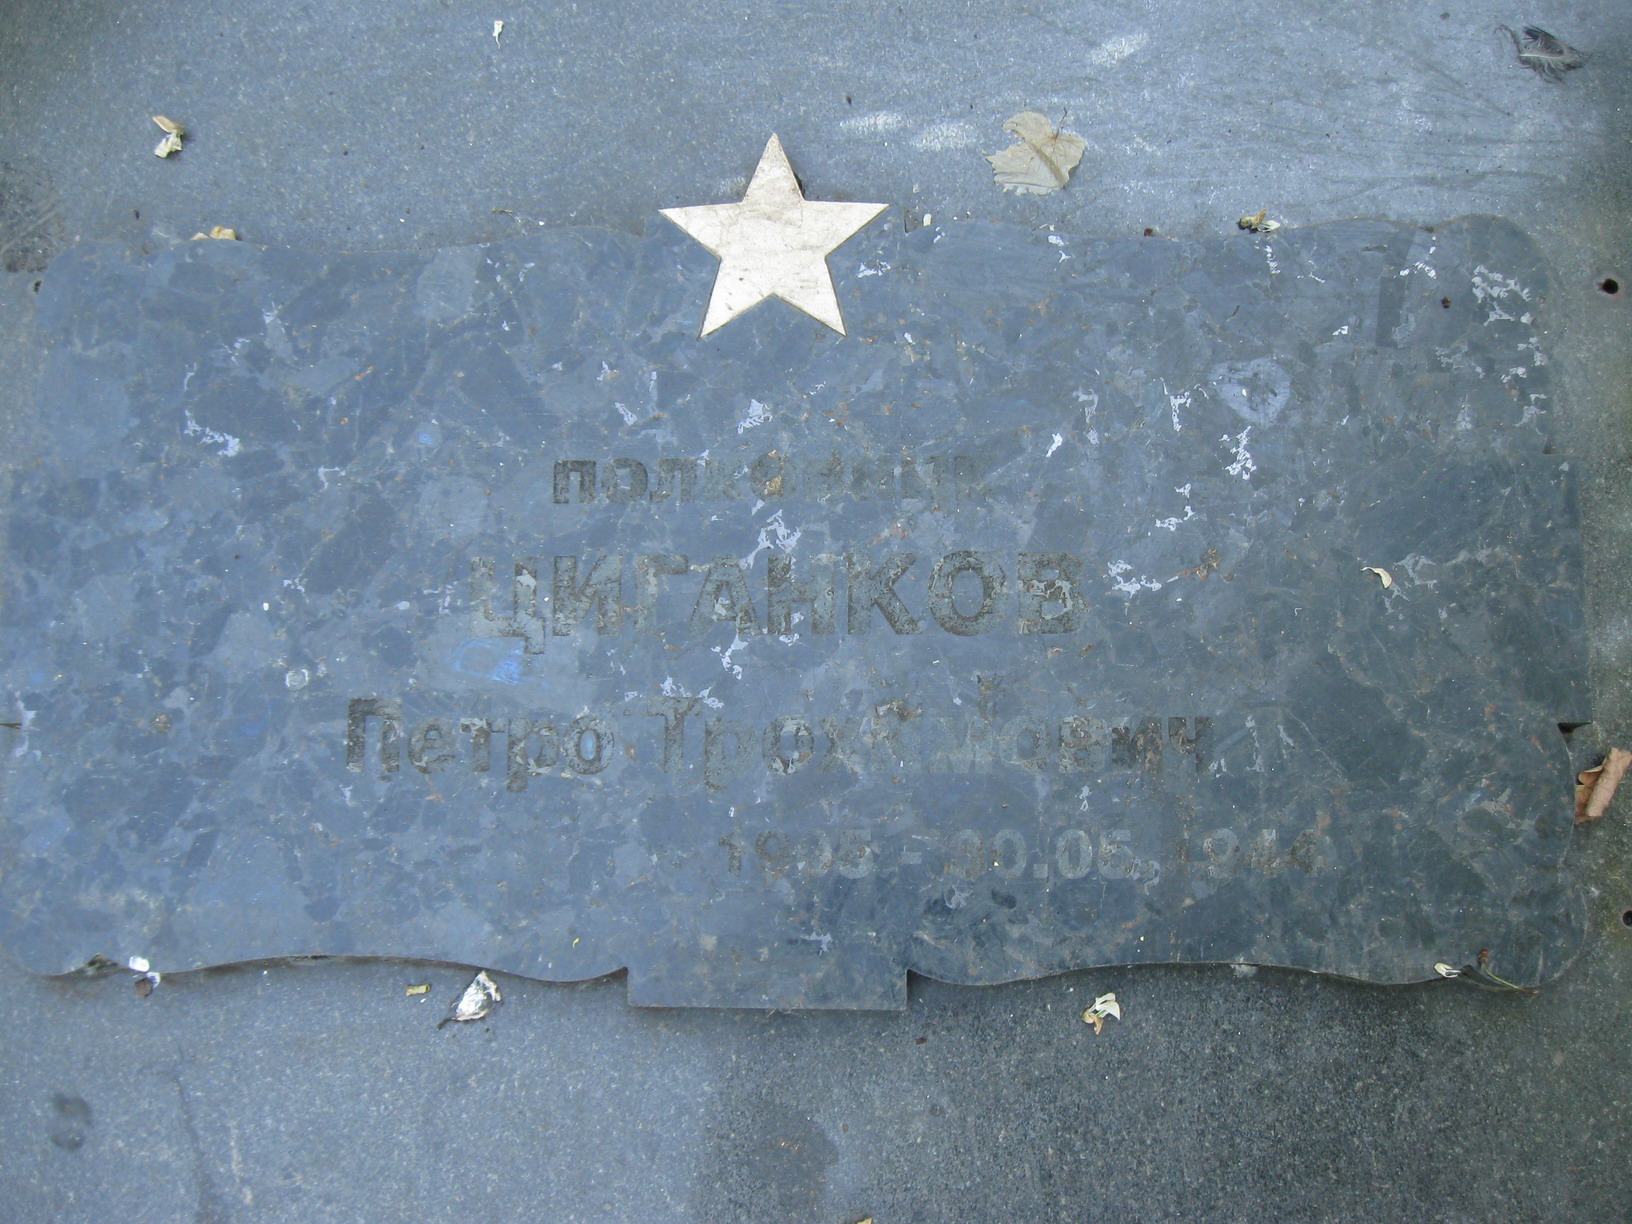 полковник
ЦИГАНКОВ
Петро Трохимович
1905 - 30.05.1944